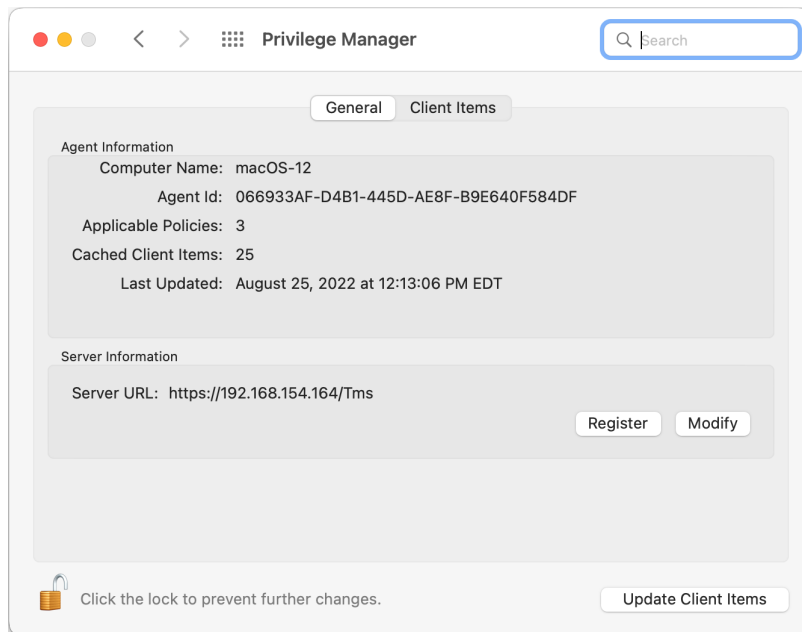 Privilege Manager
Search
General
Client Items
Agent Information
Computer Name: macOS-12
Agent Id: 066933AF-D4B1-445D-AE8F-B9E640F584DF
Applicable Policies: 3
Cached Client Items: 25
Last Updated: August 25, 2022 at 12:13:06 PM EDT
Server Information
Server URL: https://192.168.154.164/Tms
Register
Modify
Click the lock to prevent further changes.
Update Client Items